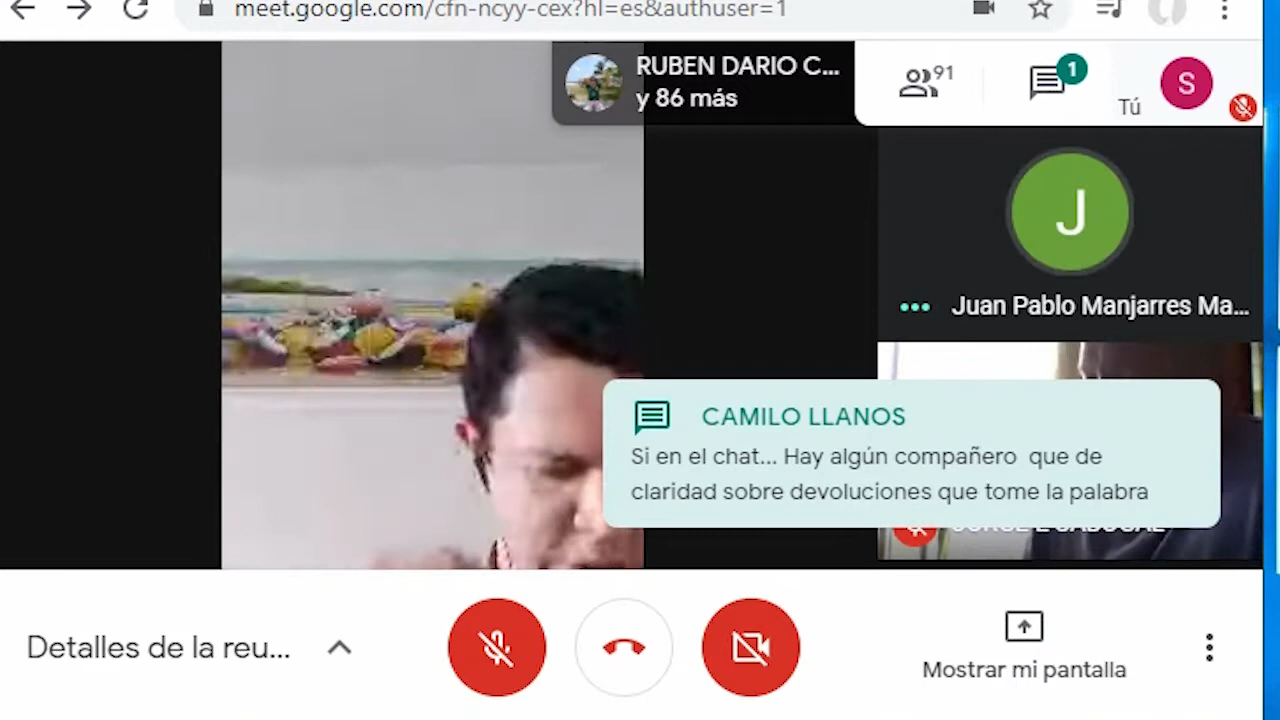 meet.google.com/cfn-ncyy-cex?hl=es&authuser=1
RUBEN DARIO C...
y 86 más
91
1
S
Tú
J
Juan Pablo Manjarres Ma...
CAMILO LLANOS
Si en el chat... Hay algún compañero que de
claridad sobre devoluciones que tome la palabra
Detalles de la reu...
Mostrar mi pantalla